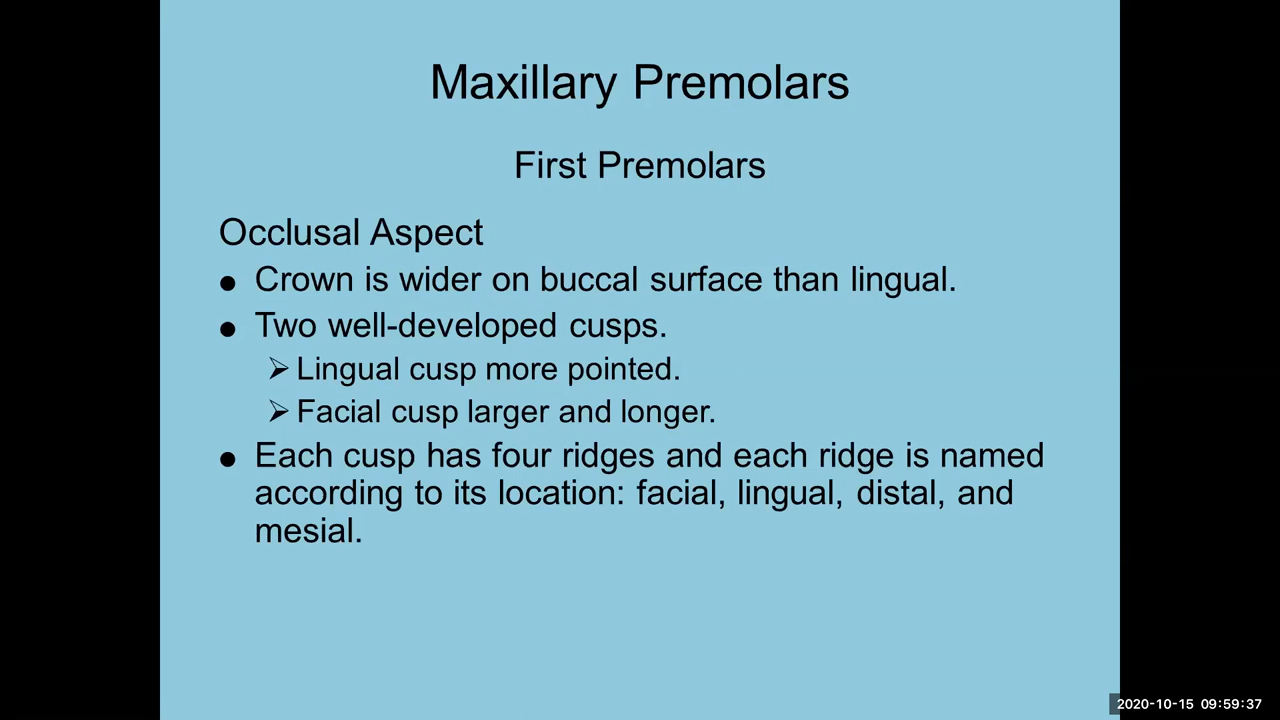 Maxillary Premolars
First Premolars
Occlusal Aspect
● Crown is wider on buccal surface than lingual.
● Two well-developed cusps.
➢ Lingual cusp more pointed.
➢ Facial cusp larger and longer.
● Each cusp has four ridges and each ridge is named
according to its location: facial, lingual, distal, and
mesial.
2020-10-15 09:59:37